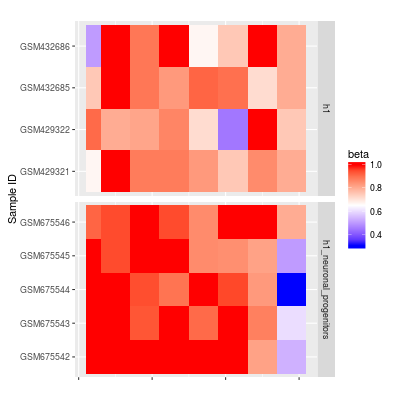 GSM432686
GSM432685
GSM429322
GSM429321
h1
GSM675546
GSM675545
GSM675544
GSM675543
GSM675542
h1_neuronal_progenitors
Sample ID
beta
1.0
0.8
0.6
0.4